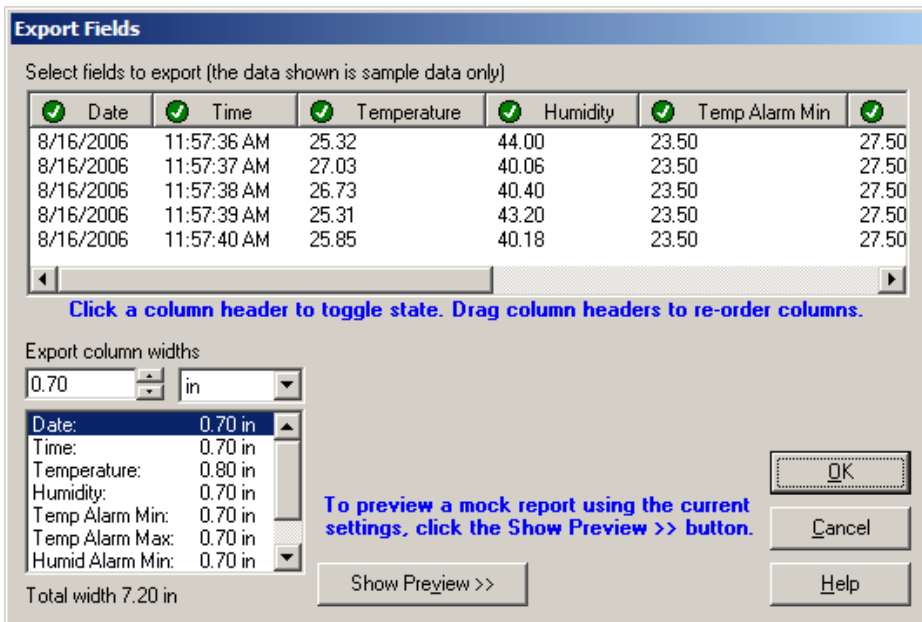 Export Fields
Select fields to export (the data shown is sample data only)
Date Time Temperature Humidity Temp Alarm Min
8/16/2006 11:57:36 AM 25.32 44.00 23.50 27.50
8/16/2006 11:57:37 AM 27.03 40.06 23.50 27.50
8/16/2006 11:57:38 AM 26.73 40.40 23.50 27.50
8/16/2006 11:57:39 AM 25.31 43.20 23.50 27.50
8/16/2006 11:57:40 AM 25.85 40.18 23.50 27.50
Click a column header to toggle state. Drag column headers to re-order columns.
Export column widths
0.70 in
Date: 0.70 in
Time: 0.70 in
Temperature: 0.80 in
Humidity: 0.70 in
Temp Alarm Min: 0.70 in
Temp Alarm Max: 0.70 in
Humid Alarm Min: 0.70 in
Total width 7.20 in
To preview a mock report using the current
settings, click the Show Preview >> button.
Show Preview >>
OK
Cancel
Help